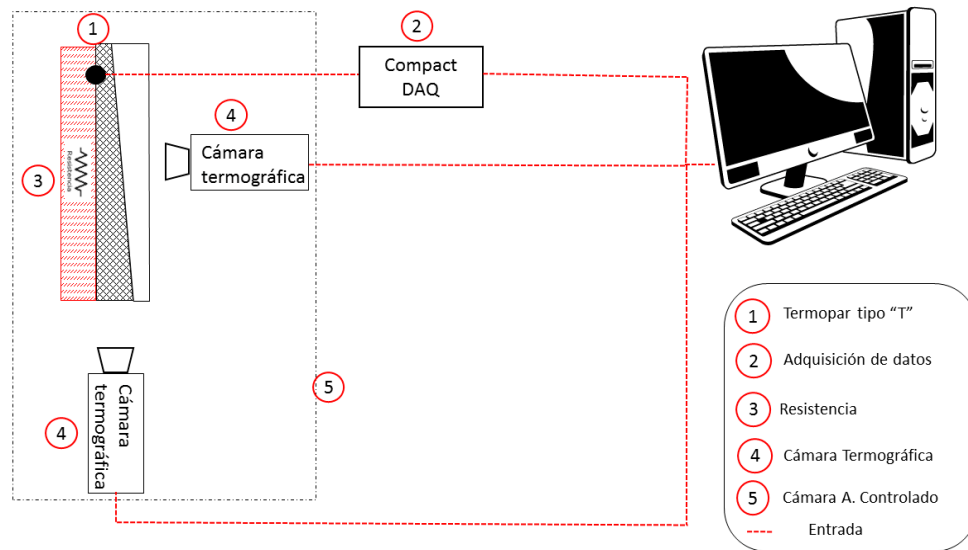 1
2
Compact
DAQ
4
Cámara
termográfica
3
Resistencia
Cámara
termográfica
4
5
1 Termopar tipo “T”
2 Adquisición de datos
3 Resistencia
4 Cámara Termográfica
5 Cámara A. Controlado
Entrada